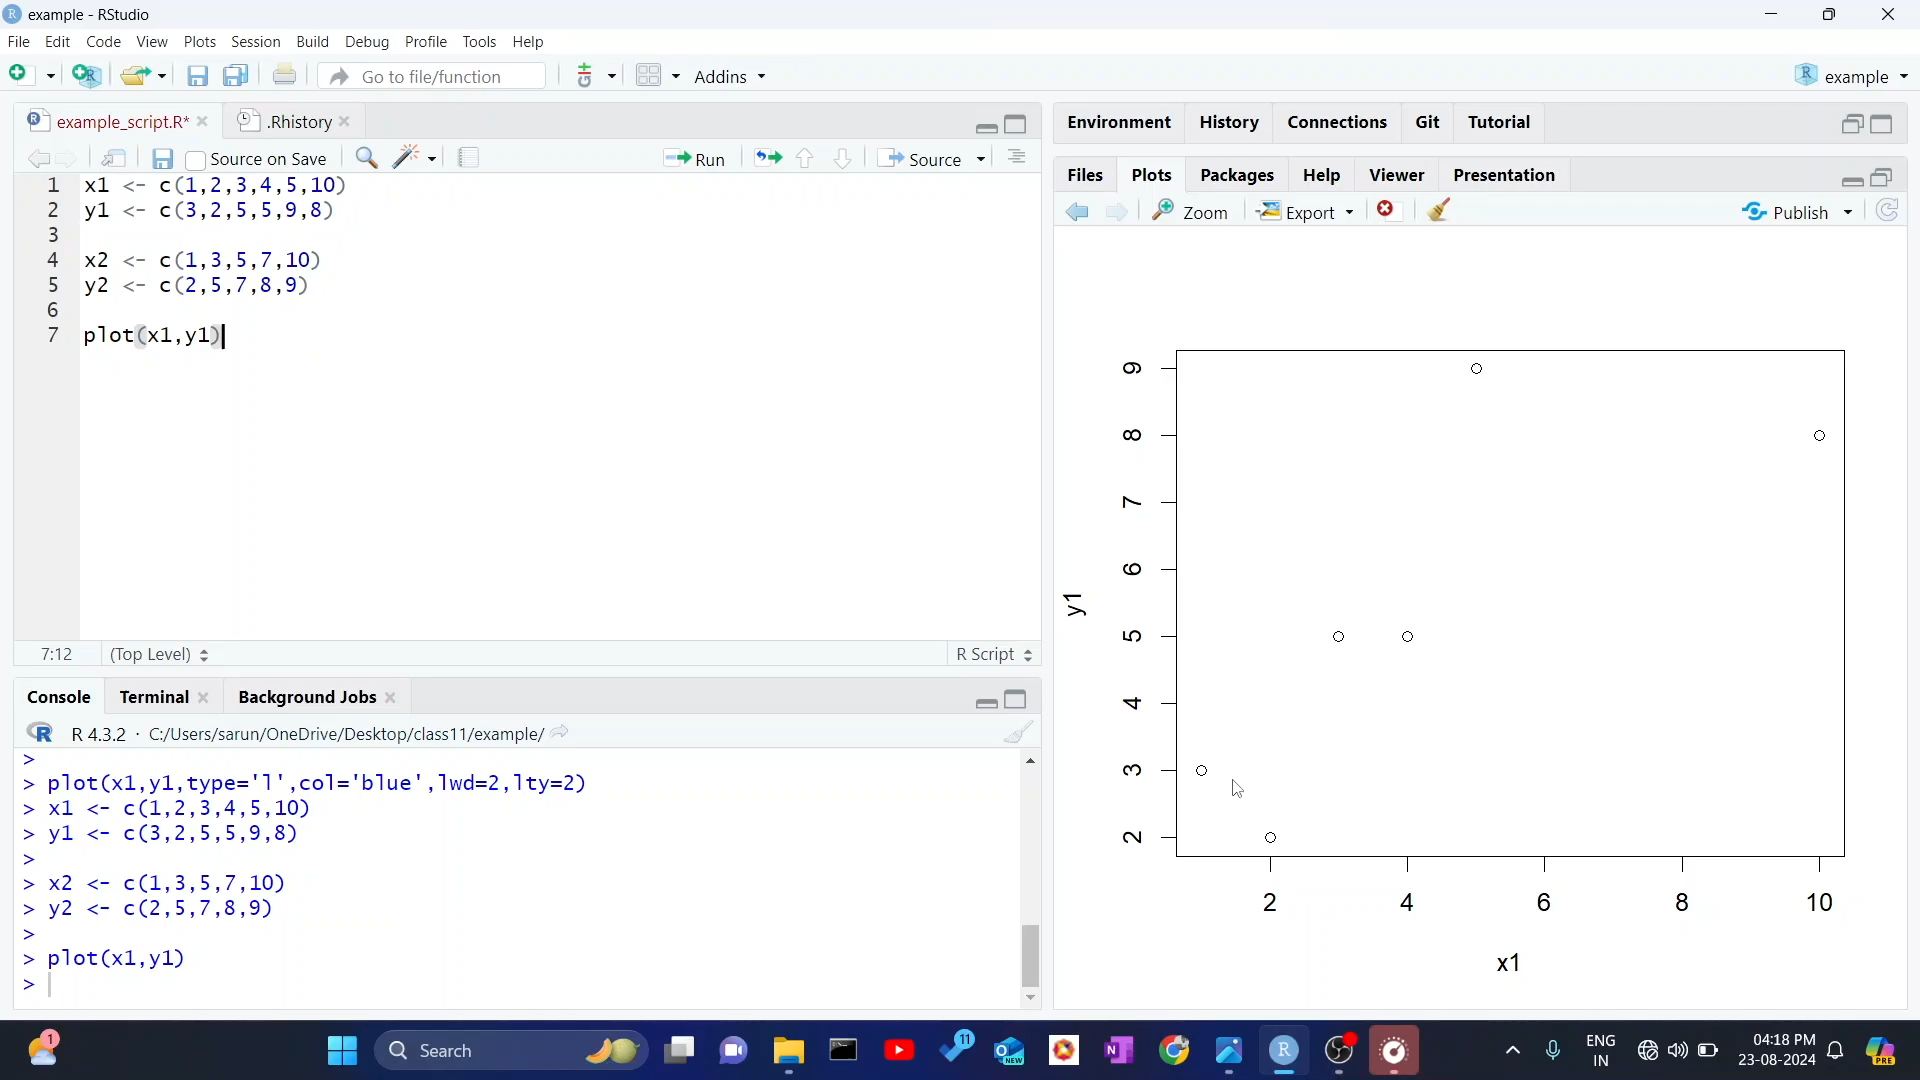 example - RStudio
File Edit Code View Plots Session Build Debug Profile Tools Help
Go to file/function Addins example
example_script.R* .Rhistory
Source on Save Run Source
1 x1 <- c(1,2,3,4,5,10)
2 y1 <- c(3,2,5,5,9,8)
3
4 x2 <- c(1,3,5,7,10)
5 y2 <- c(2,5,7,8,9)
6
7 plot(x1,y1)
7:12 (Top Level) R Script
Console Terminal Background Jobs
R 4.3.2 · C:/Users/sarun/OneDrive/Desktop/class11/example/
>
> plot(x1,y1,type='l',col='blue',lwd=2,lty=2)
> x1 <- c(1,2,3,4,5,10)
> y1 <- c(3,2,5,5,9,8)
>
> x2 <- c(1,3,5,7,10)
> y2 <- c(2,5,7,8,9)
>
> plot(x1,y1)
>
Environment History Connections Git Tutorial
Files Plots Packages Help Viewer Presentation
Zoom Export Publish
9
8
7
6
5
4
3
2
y1
2 4 6 8 10
x1
1 Search 11 NEW ENG 04:18 PM PRE
IN 23-08-2024